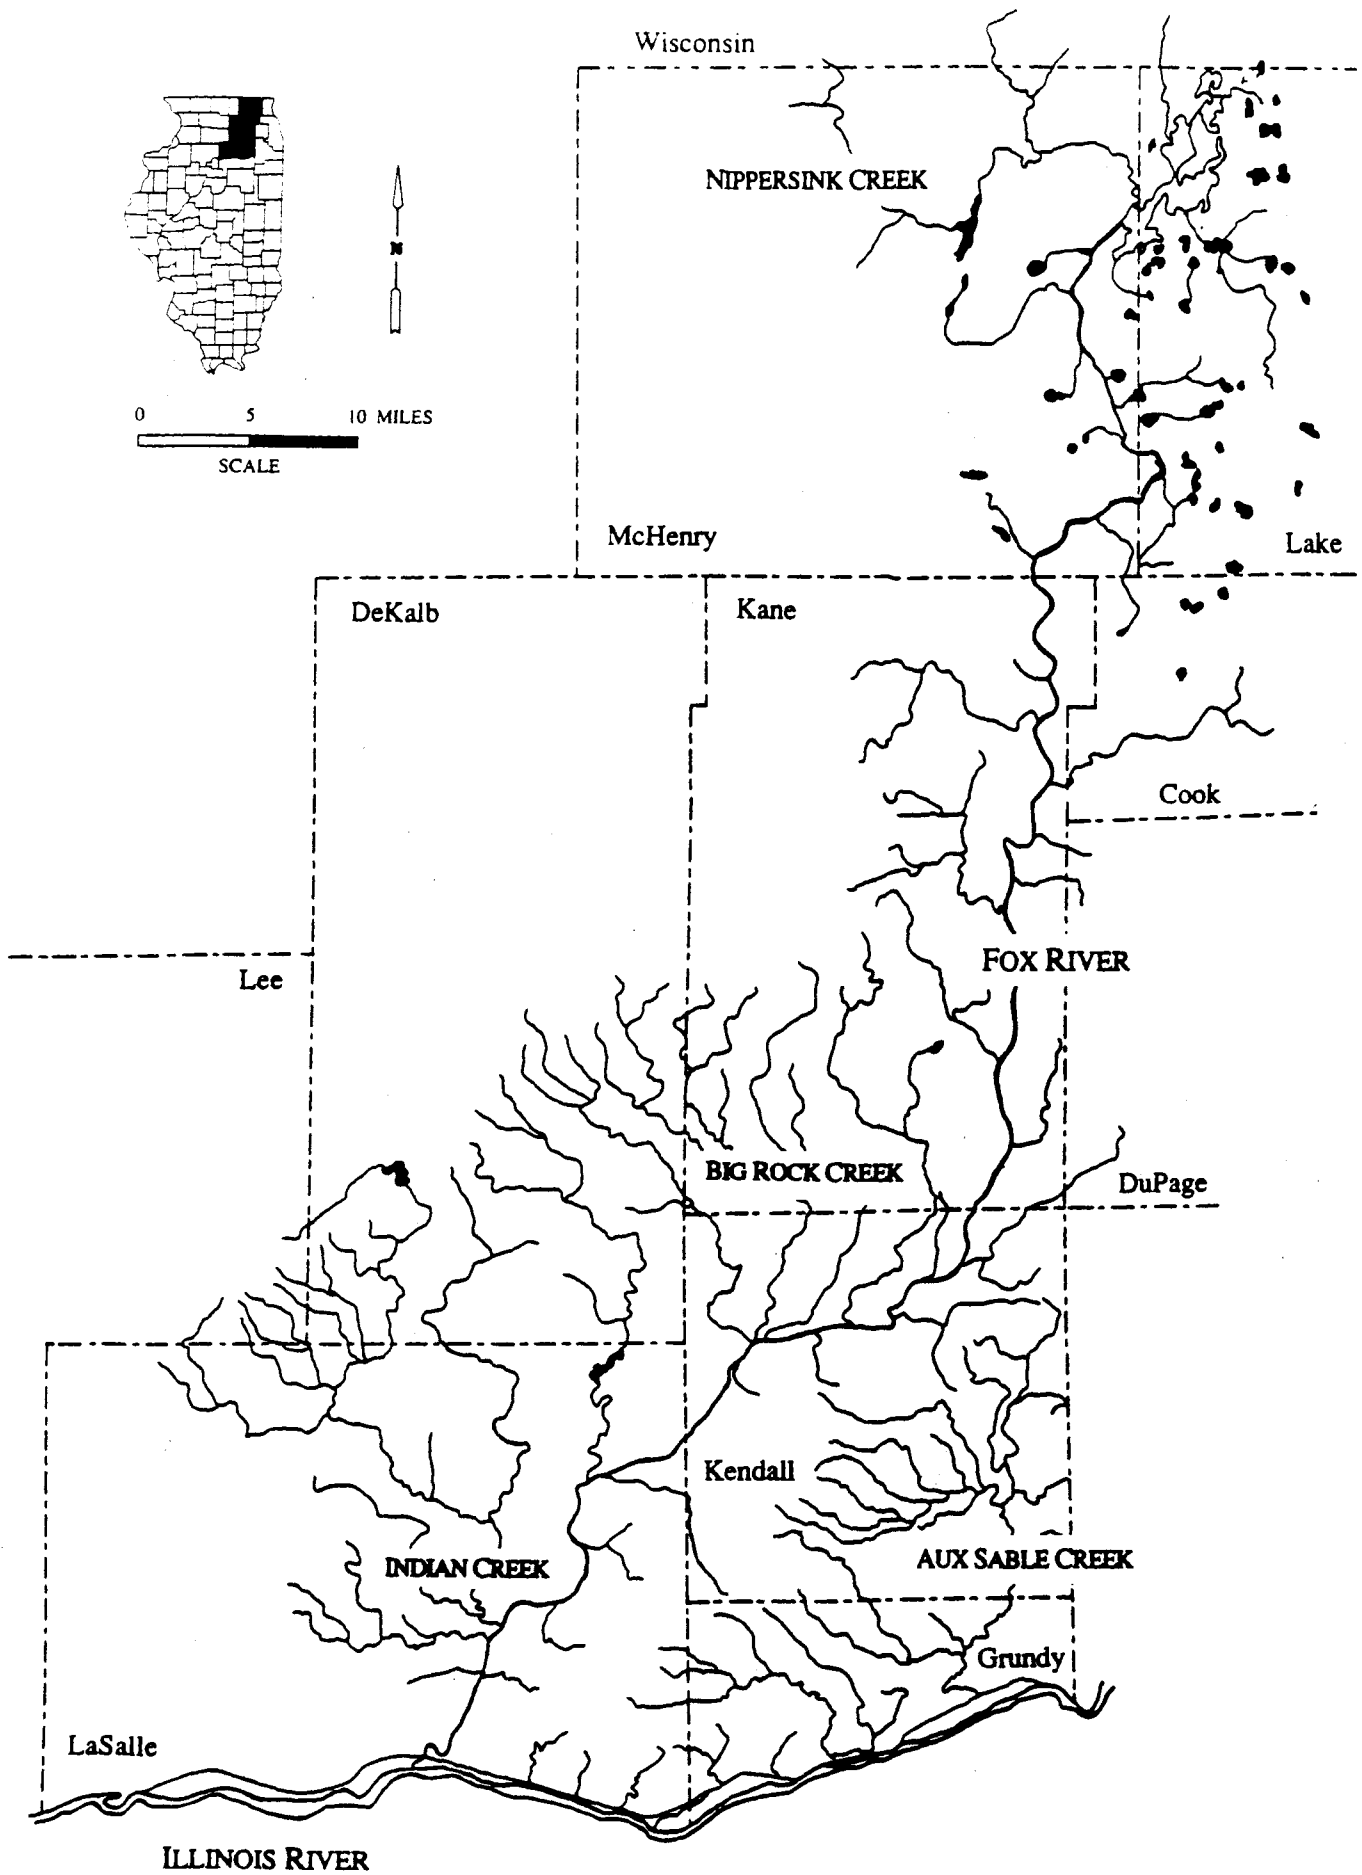 Wisconsin
NIPPERSINK CREEK
N
0 5 10 MILES
SCALE
McHenry
Lake
DeKalb
Kane
Cook
FOX RIVER
Lee
BIG ROCK CREEK
DuPage
Kendall
INDIAN CREEK
AUX SABLE CREEK
Grundy
LaSalle
ILLINOIS RIVER